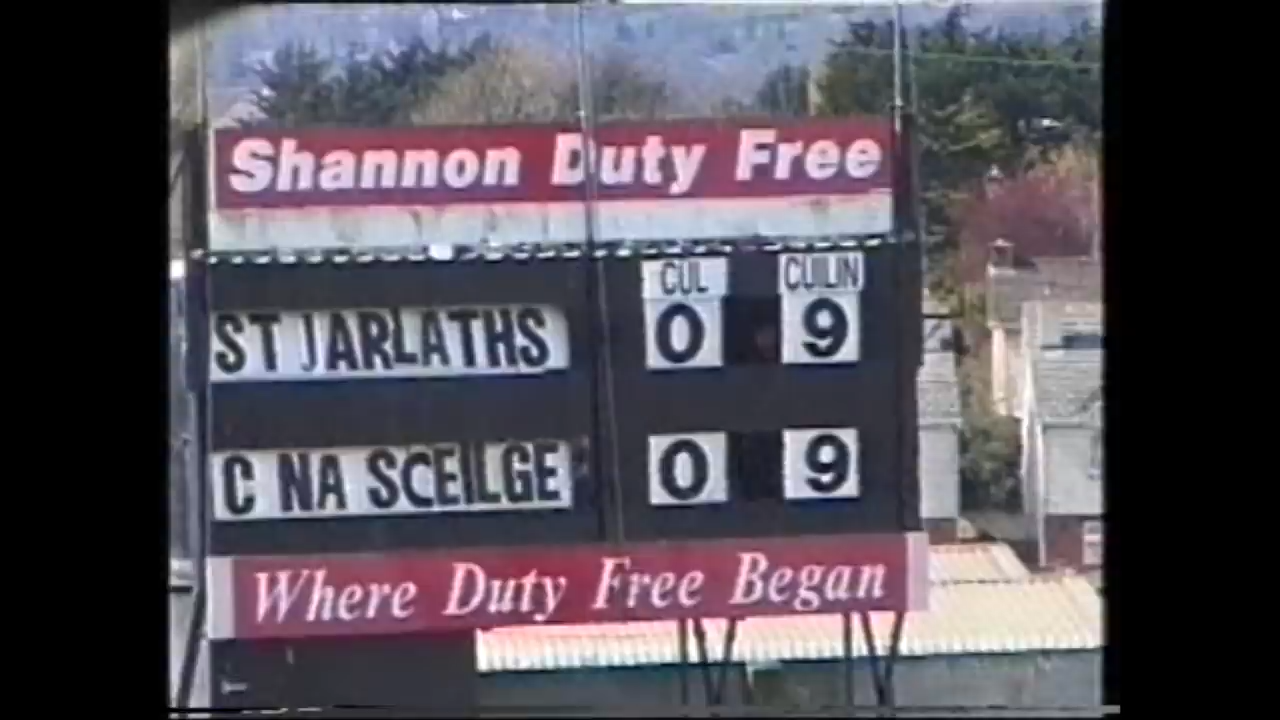 Shannon Duty Free
CUL CUILIN
ST JARLATHS 0 9
C NA SCEILGE 0 9
Where Duty Free Began